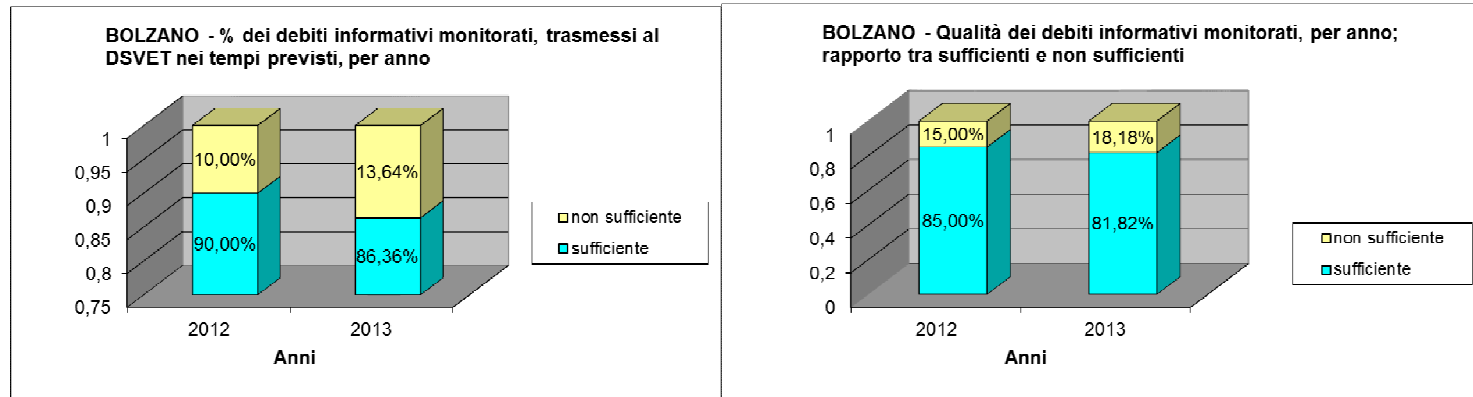 BOLZANO - % dei debiti informativi monitorati, trasmessi al
DSVET nei tempi previsti, per anno
1
0,95
0,9
0,85
0,8
0,75
10,00%
13,64%
90,00%
86,36%
2012
2013
Anni
non sufficiente
sufficiente
BOLZANO - Qualità dei debiti informativi monitorati, per anno;
rapporto tra sufficienti e non sufficienti
1
0,8
0,6
0,4
0,2
0
15,00%
18,18%
85,00%
81,82%
2012
2013
Anni
non sufficiente
sufficiente